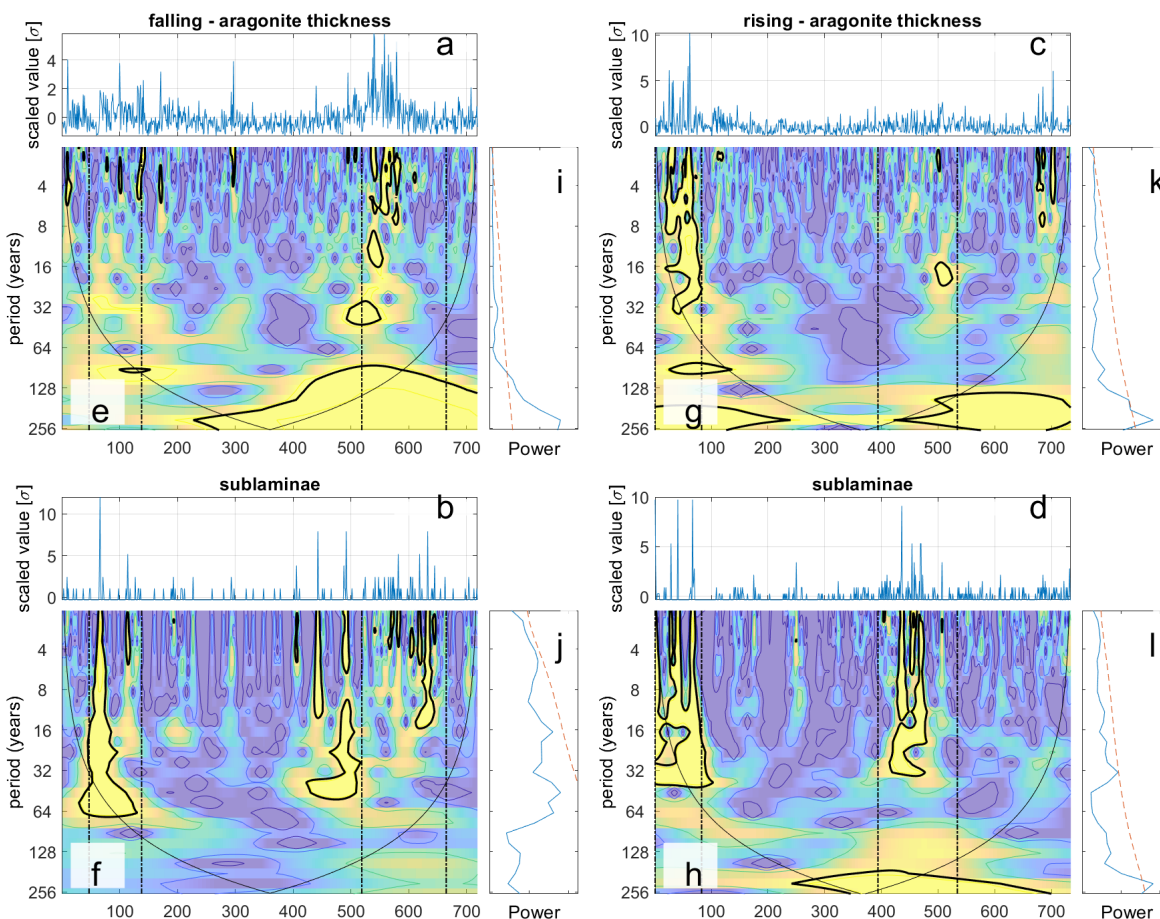 falling - aragonite thickness
scaled value [σ]
4
2
0
a
period (years)
4
8
16
32
64
128
256
100 200 300 400 500 600 700
e
i
Power
rising - aragonite thickness
scaled value [σ]
10
5
0
c
period (years)
4
8
16
32
64
128
256
100 200 300 400 500 600 700
g
k
Power
sublaminae
scaled value [σ]
10
5
0
b
period (years)
4
8
16
32
64
128
256
100 200 300 400 500 600 700
f
j
Power
sublaminae
scaled value [σ]
10
5
0
d
period (years)
4
8
16
32
64
128
256
100 200 300 400 500 600 700
h
l
Power